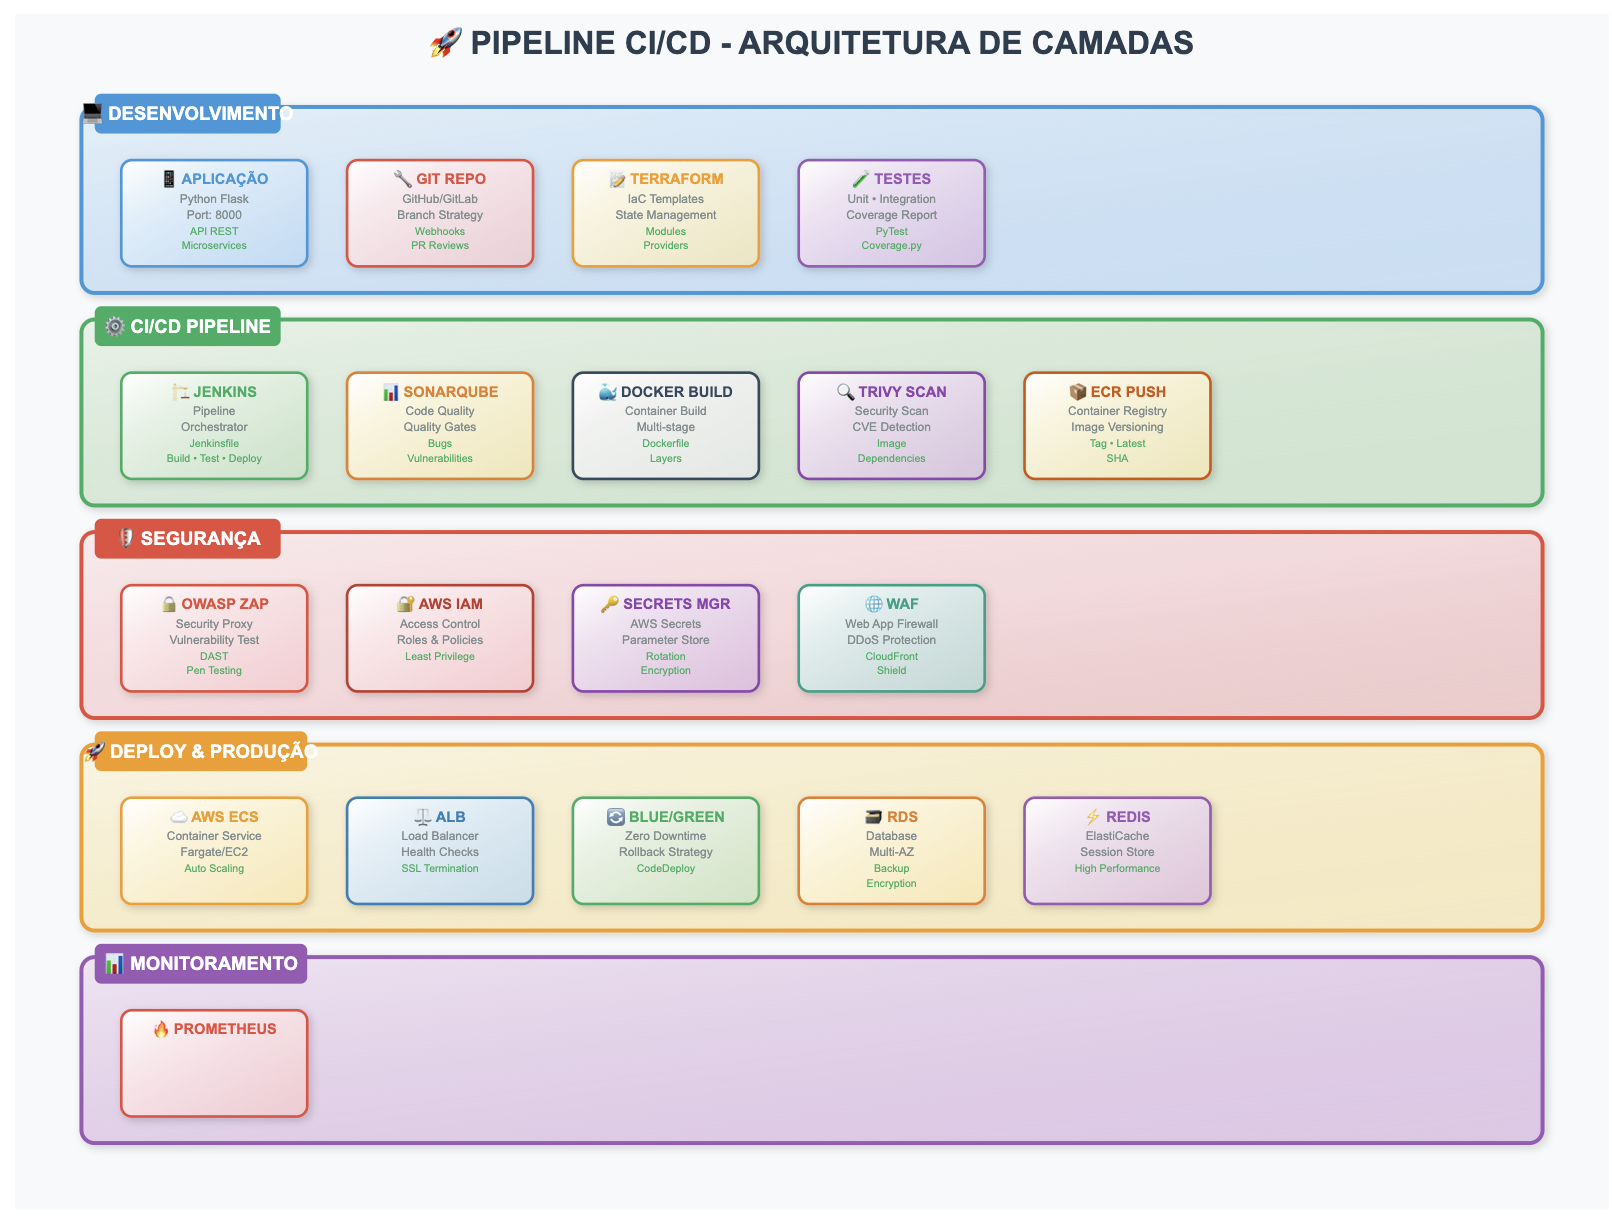 🚀 PIPELINE CI/CD - ARQUITETURA DE CAMADAS
💻 DESENVOLVIMENTO
📱 APLICAÇÃO
Python Flask
Port: 8000
API REST
Microservices
🔧 GIT REPO
GitHub/GitLab
Branch Strategy
Webhooks
PR Reviews
📝 TERRAFORM
IaC Templates
State Management
Modules
Providers
🧪 TESTES
Unit • Integration
Coverage Report
PyTest
Coverage.py
⚙️ CI/CD PIPELINE
🏗️ JENKINS
Pipeline
Orchestrator
Jenkinsfile
Build • Test • Deploy
📊 SONARQUBE
Code Quality
Quality Gates
Bugs
Vulnerabilities
🐳 DOCKER BUILD
Container Build
Multi-stage
Dockerfile
Layers
🔍 TRIVY SCAN
Security Scan
CVE Detection
Image
Dependencies
📦 ECR PUSH
Container Registry
Image Versioning
Tag • Latest
SHA
🛡️ SEGURANÇA
🔒 OWASP ZAP
Security Proxy
Vulnerability Test
DAST
Pen Testing
🔐 AWS IAM
Access Control
Roles & Policies
Least Privilege
🔑 SECRETS MGR
AWS Secrets
Parameter Store
Rotation
Encryption
🌐 WAF
Web App Firewall
DDoS Protection
CloudFront
Shield
🚀 DEPLOY & PRODUÇÃO
☁️ AWS ECS
Container Service
Fargate/EC2
Auto Scaling
⚖️ ALB
Load Balancer
Health Checks
SSL Termination
🔄 BLUE/GREEN
Zero Downtime
Rollback Strategy
CodeDeploy
🗃️ RDS
Database
Multi-AZ
Backup
Encryption
⚡ REDIS
ElastiCache
Session Store
High Performance
📊 MONITORAMENTO
🔥 PROMETHEUS